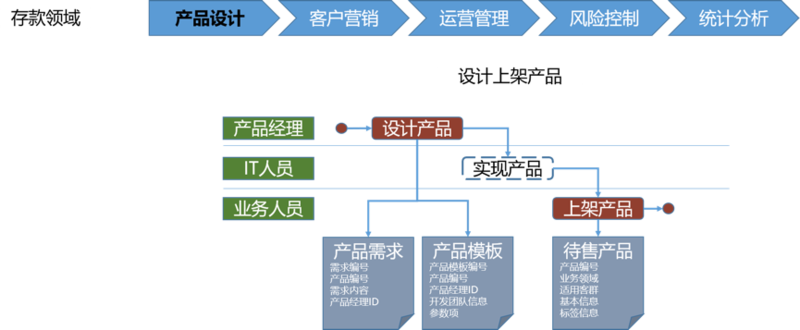 存款领域
产品设计
客户营销
运营管理
风险控制
统计分析
设计上架产品
产品经理
设计产品
IT人员
实现产品
业务人员
上架产品
产品需求
需求编号
产品编号
需求内容
产品经理ID
产品模板
产品模板编号
产品编号
产品经理ID
开发团队信息
参数项
待售产品
产品编号
业务领域
适用客群
基本信息
标签信息